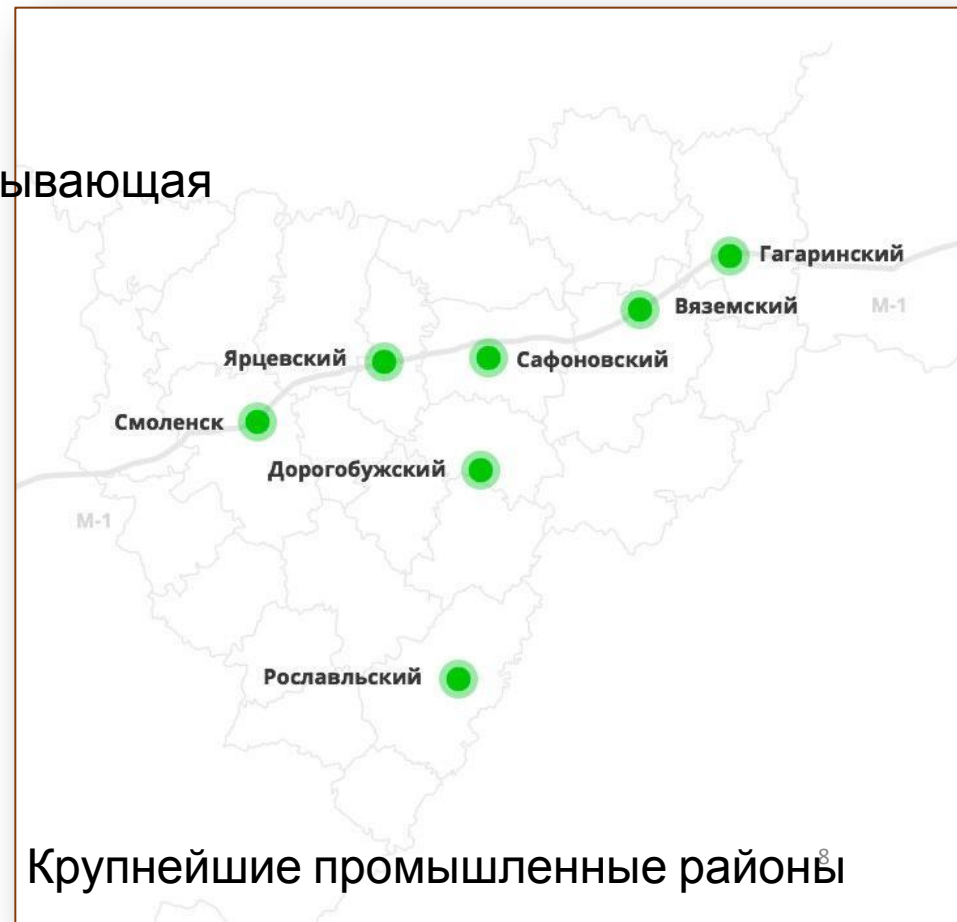 ывающая
Гагаринский
Вяземский
М-1
Ярцевский
Сафоновский
Смоленск
Дорогобужский
М-1
Рославльский
Крупнейшие промышленные районы
8